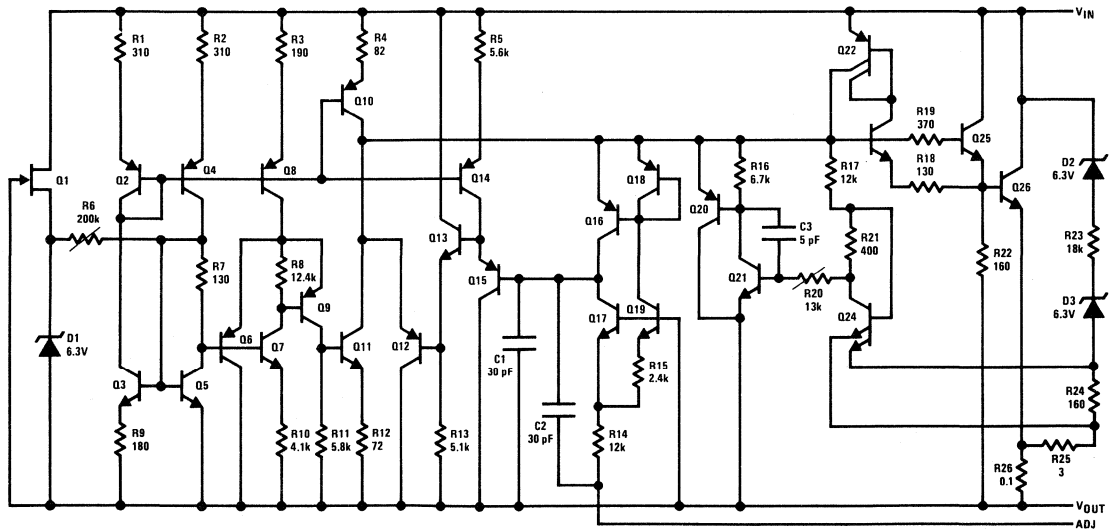 VIN
R1
310
R2
310
R3
190
R4
82
R5
5.6k
Q22
Q10
R19
370
Q25
Q1
Q2
Q4
Q8
Q14
Q18
R16
6.7k
R17
12k
R18
130
Q26
D2
6.3V
R6
200k
Q16
Q20
C3
5 pF
R21
400
R23
18k
Q13
R7
130
R8
12.4k
Q15
Q21
R20
13k
R22
160
D1
6.3V
Q9
Q17
Q19
Q24
D3
6.3V
Q6
Q7
Q11
Q12
C1
30 pF
R15
2.4k
Q3
Q5
R24
160
R9
180
R10
4.1k
R11
5.8k
R12
72
R13
5.1k
C2
30 pF
R14
12k
R26
0.1
R25
3
VOUT
ADJ